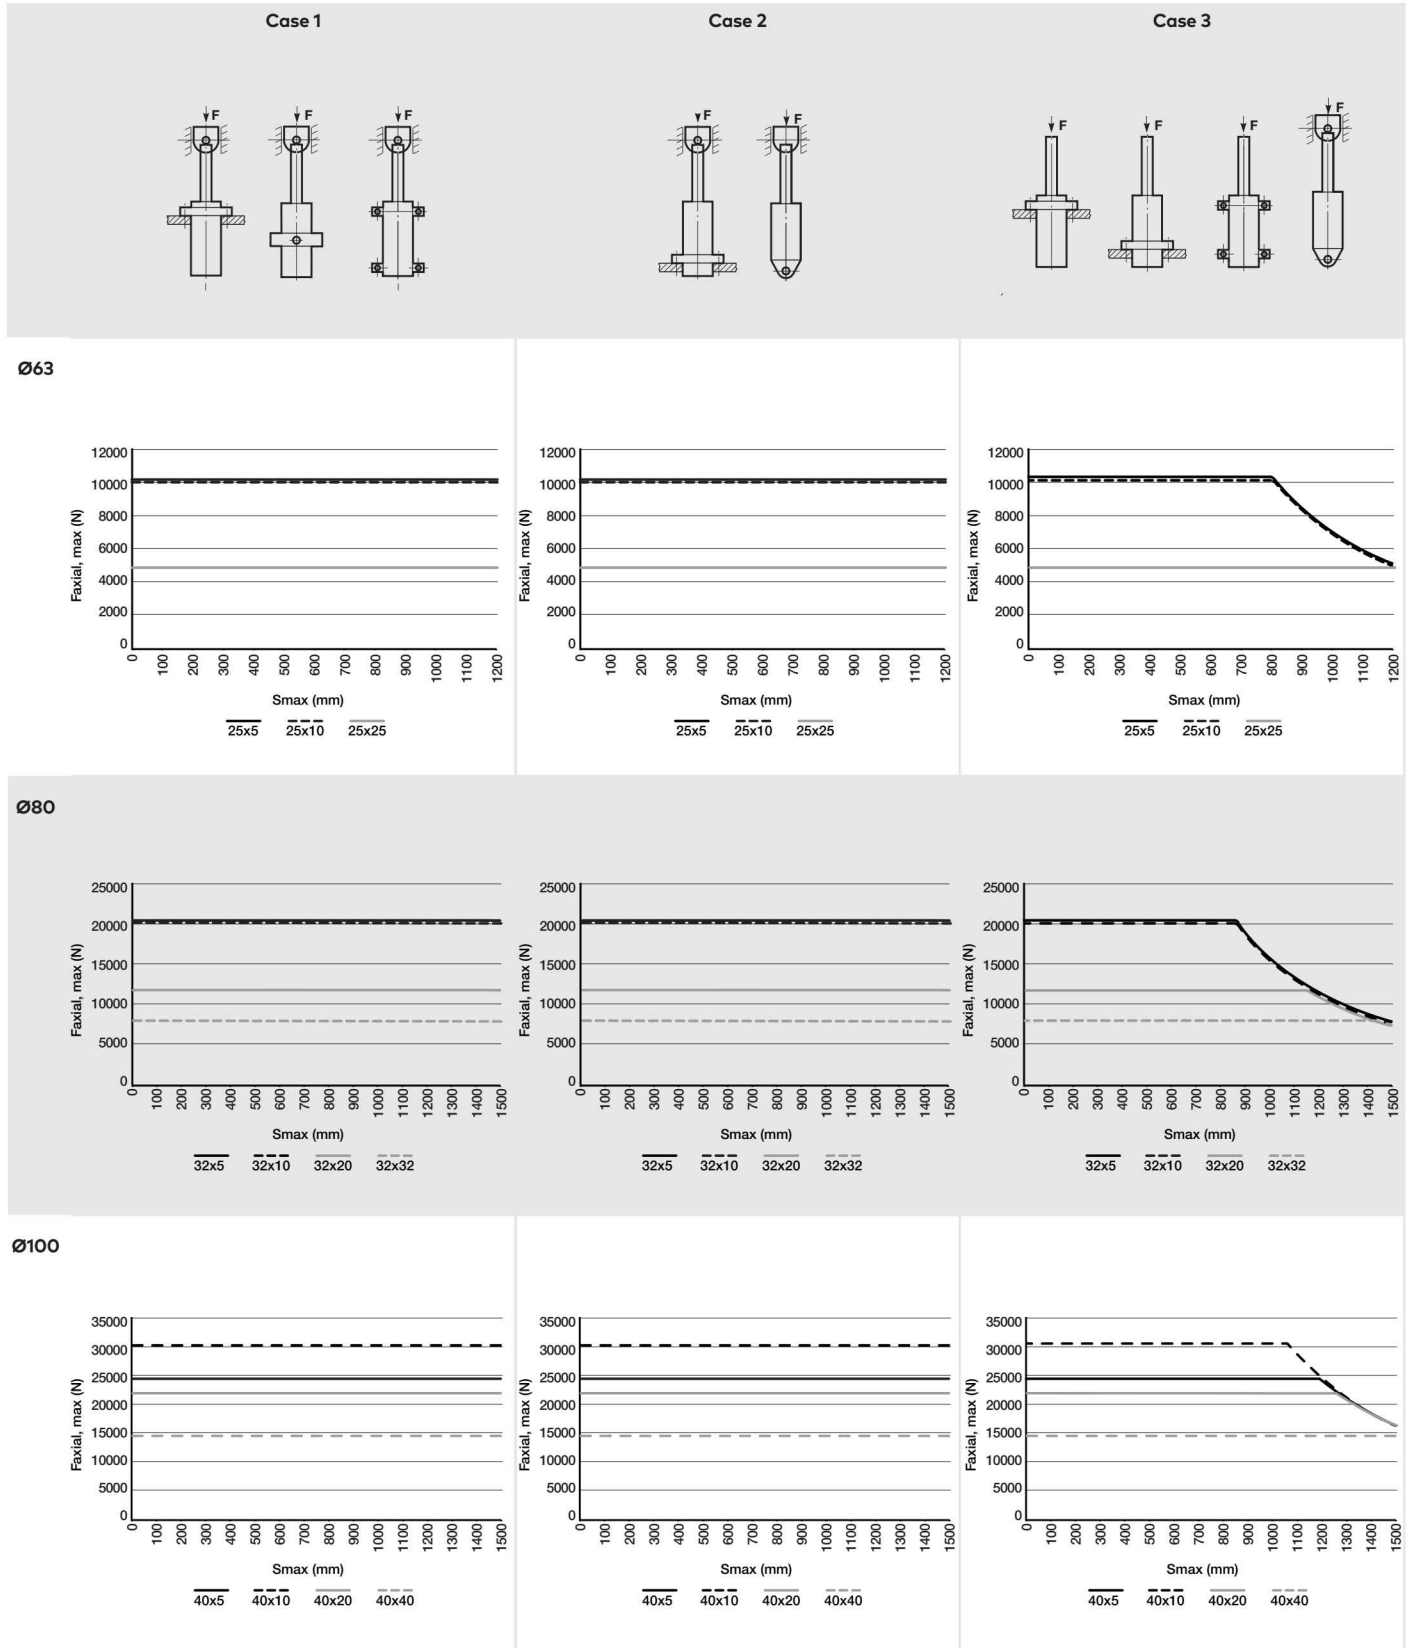 Case 1
Case 2
Case 3
F F F
F F
F F F F
Ø63
Faxial, max (N)
12000
10000
8000
6000
4000
2000
0
0 100 200 300 400 500 600 700 800 900 1000 1100 1200
Smax (mm)
25x5 25x10 25x25
Faxial, max (N)
12000
10000
8000
6000
4000
2000
0
0 100 200 300 400 500 600 700 800 900 1000 1100 1200
Smax (mm)
25x5 25x10 25x25
Faxial, max (N)
12000
10000
8000
6000
4000
2000
0
0 100 200 300 400 500 600 700 800 900 1000 1100 1200
Smax (mm)
25x5 25x10 25x25
Ø80
Faxial, max (N)
25000
20000
15000
10000
5000
0
0 100 200 300 400 500 600 700 800 900 1000 1100 1200 1300 1400 1500
Smax (mm)
32x5 32x10 32x20 32x32
Faxial, max (N)
25000
20000
15000
10000
5000
0
0 100 200 300 400 500 600 700 800 900 1000 1100 1200 1300 1400 1500
Smax (mm)
32x5 32x10 32x20 32x32
Faxial, max (N)
25000
20000
15000
10000
5000
0
0 100 200 300 400 500 600 700 800 900 1000 1100 1200 1300 1400 1500
Smax (mm)
32x5 32x10 32x20 32x32
Ø100
Faxial, max (N)
35000
30000
25000
20000
15000
10000
5000
0
0 100 200 300 400 500 600 700 800 900 1000 1100 1200 1300 1400 1500
Smax (mm)
40x5 40x10 40x20 40x40
Faxial, max (N)
35000
30000
25000
20000
15000
10000
5000
0
0 100 200 300 400 500 600 700 800 900 1000 1100 1200 1300 1400 1500
Smax (mm)
40x5 40x10 40x20 40x40
Faxial, max (N)
35000
30000
25000
20000
15000
10000
5000
0
0 100 200 300 400 500 600 700 800 900 1000 1100 1200 1300 1400 1500
Smax (mm)
40x5 40x10 40x20 40x40